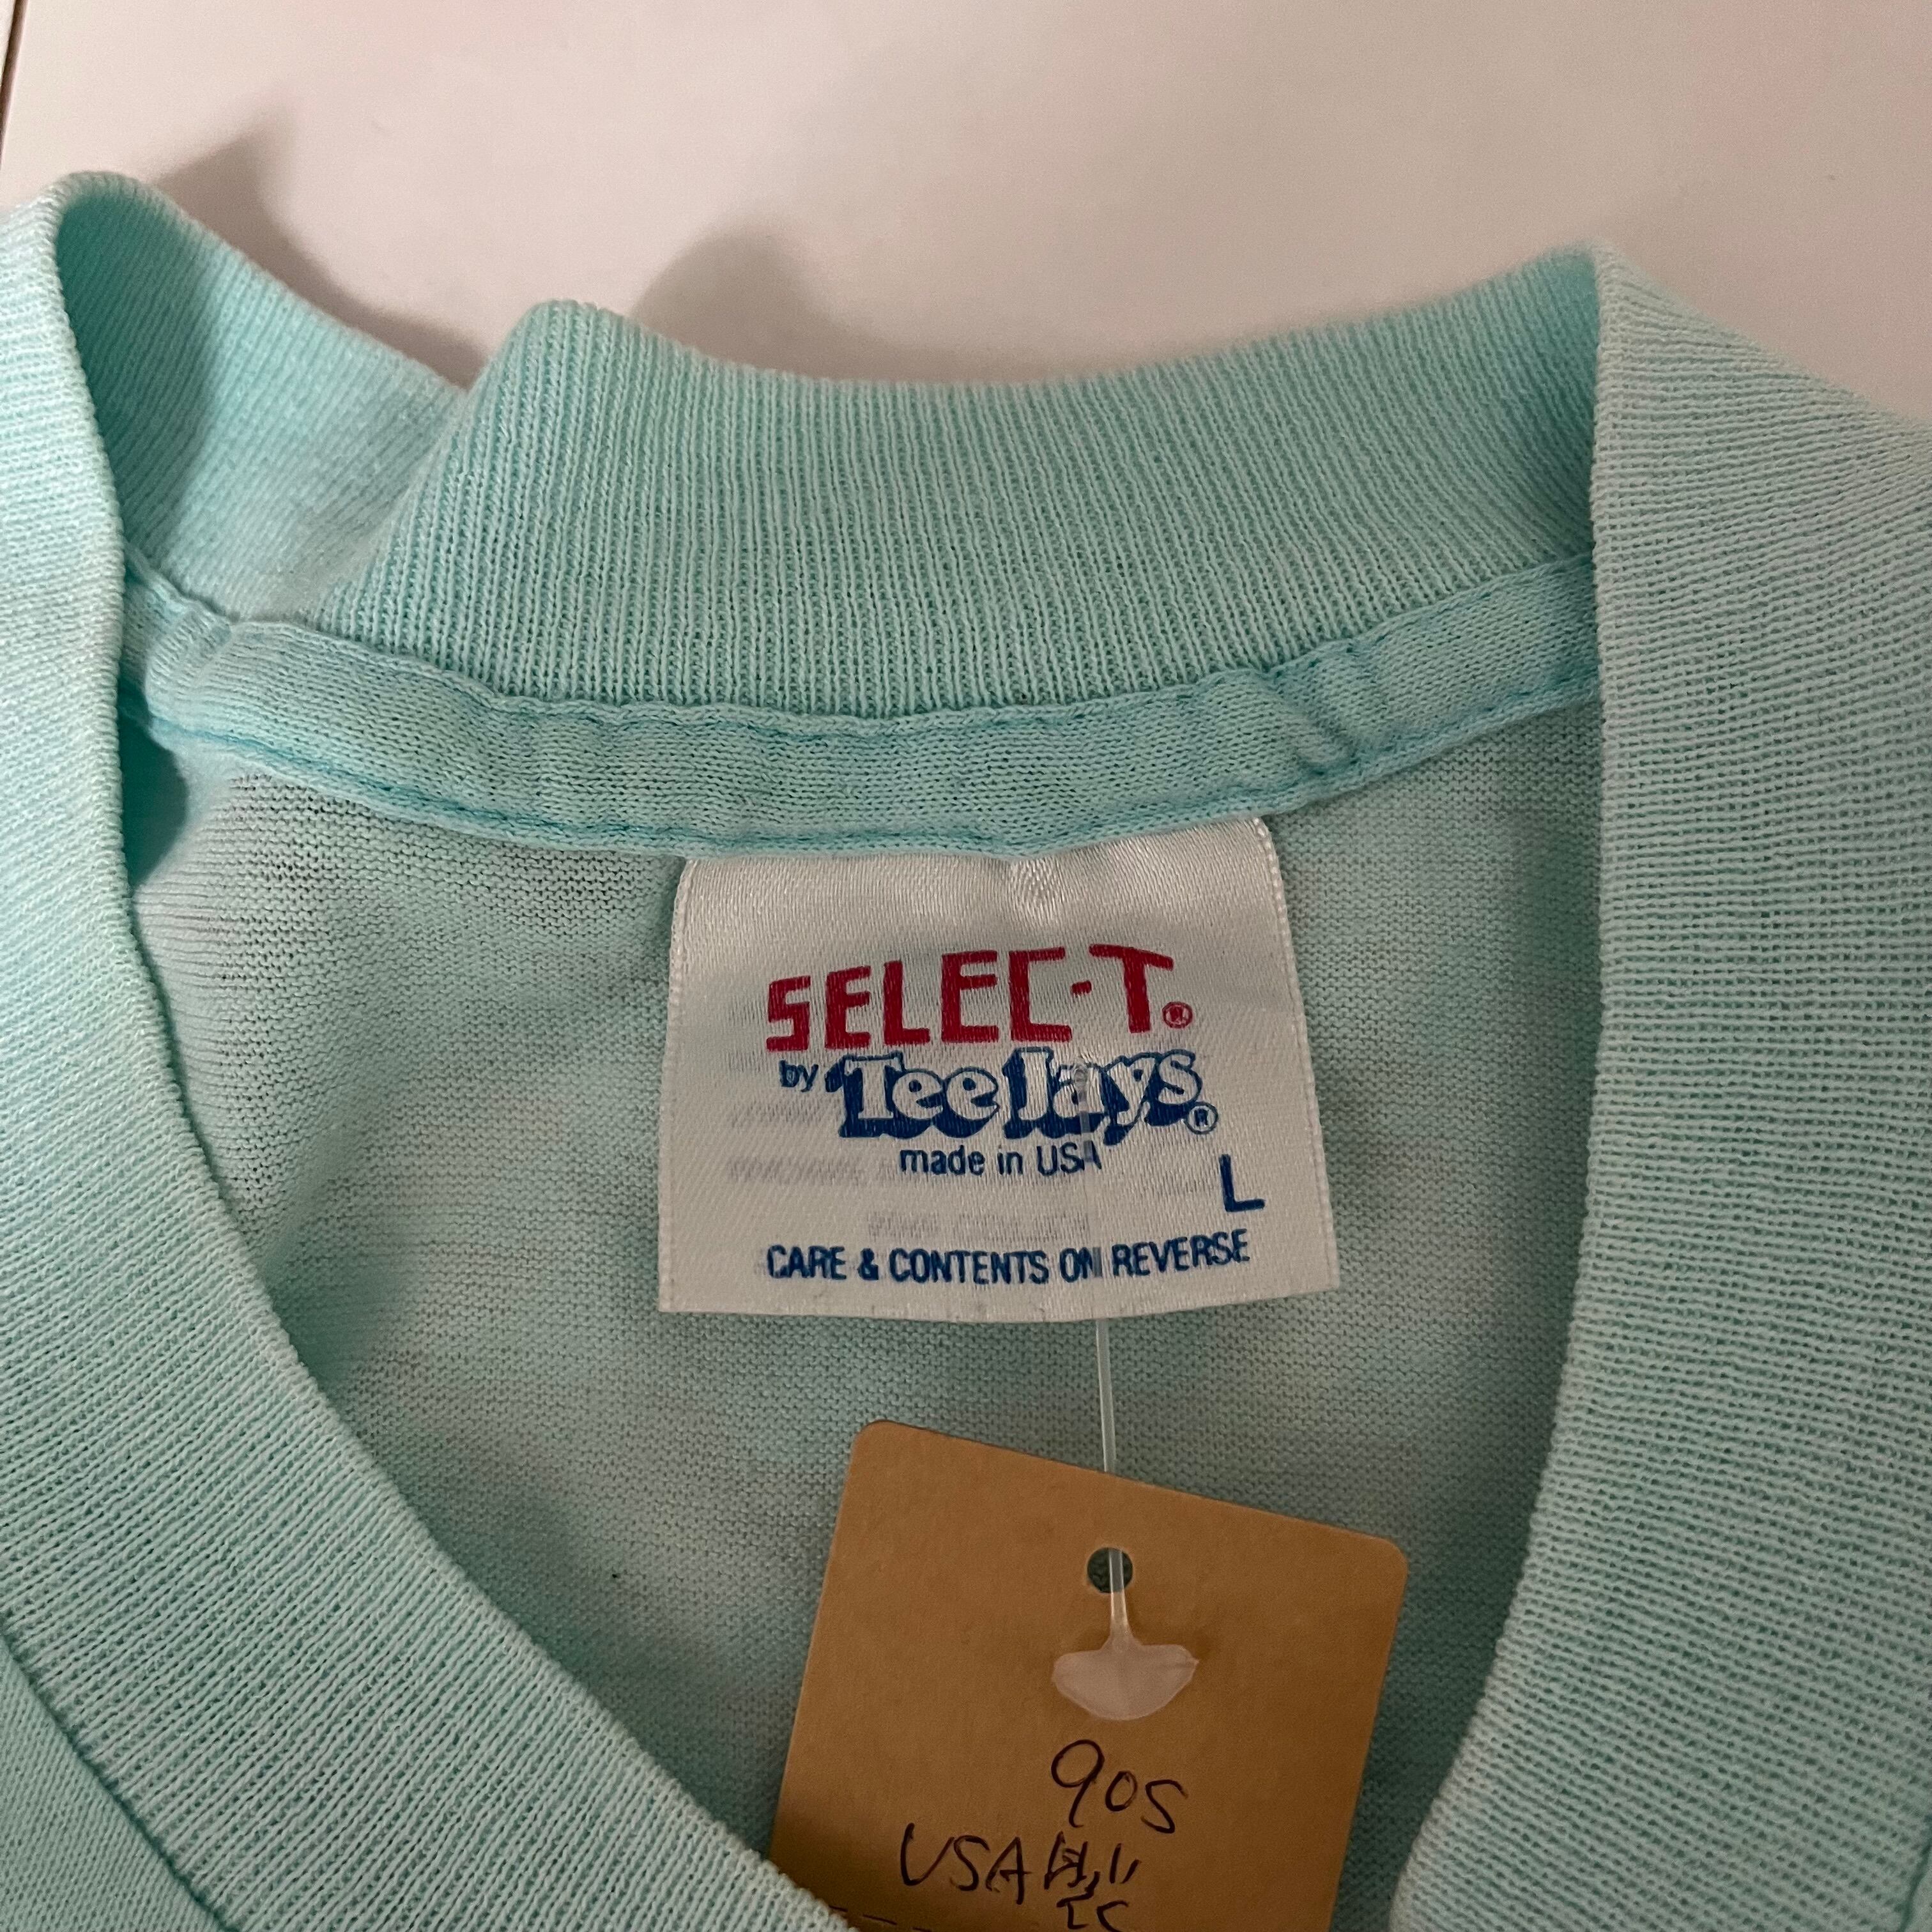 SELEC-T®
by Tee Jays®
made in USA
L
CARE & CONTENTS ON REVERSE
90s
USA